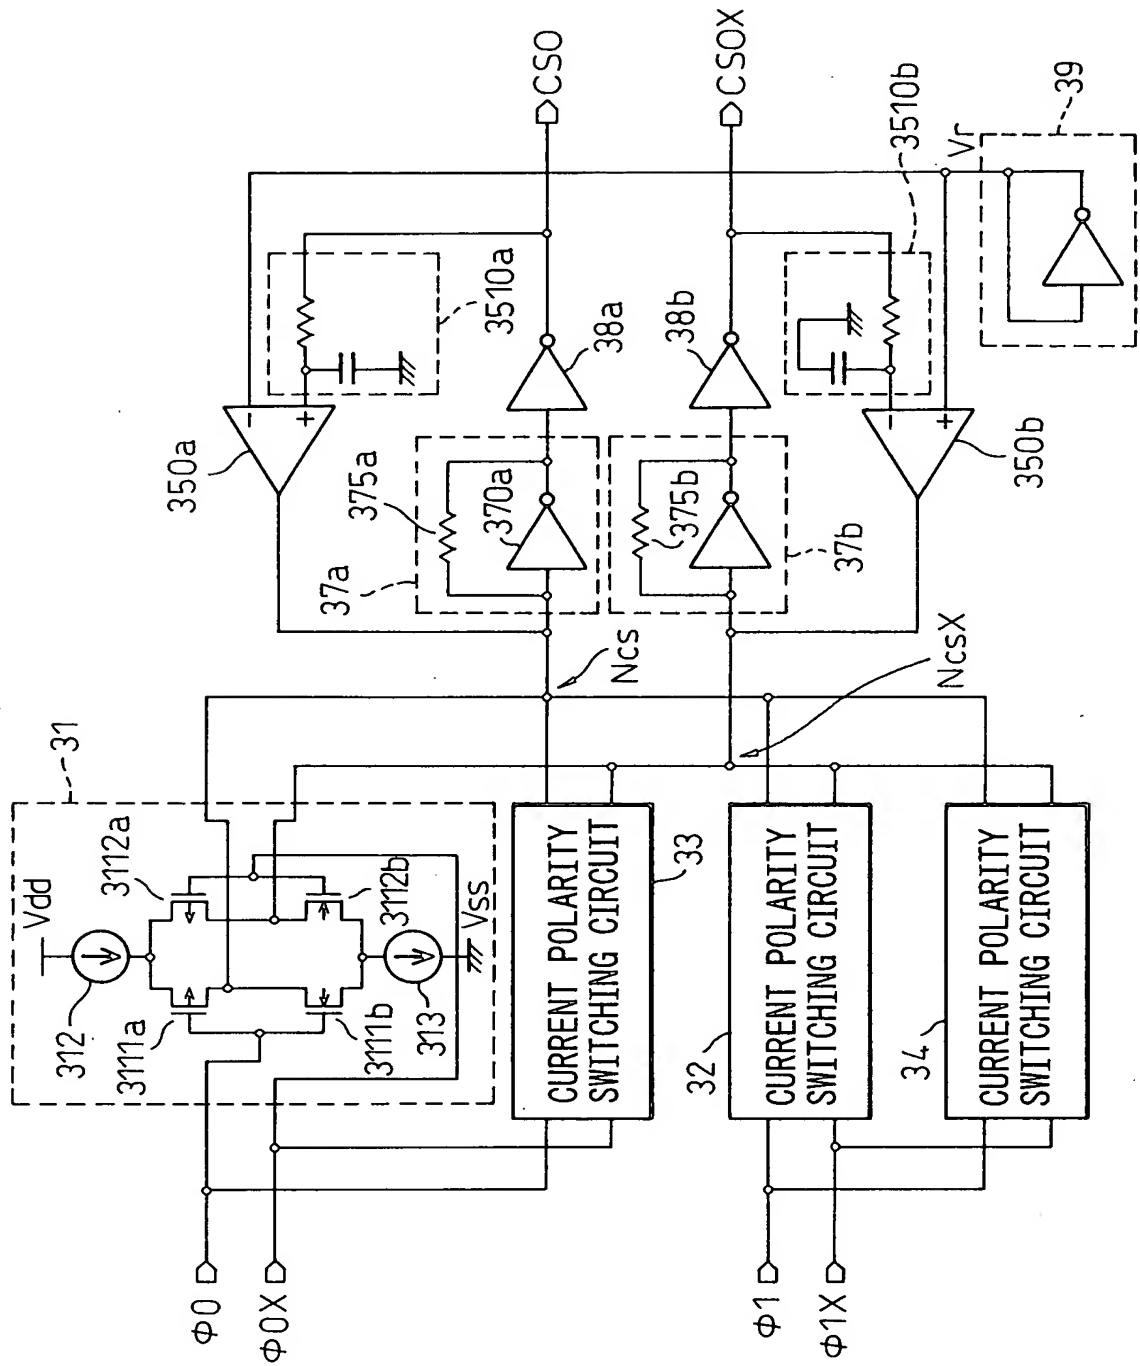 Φ0
Φ0X
Φ1
Φ1X
Vdd
312
3111a
3112a
3111b
3112b
313
Vss
31
CURRENT POLARITY
SWITCHING CIRCUIT
33
CURRENT POLARITY
SWITCHING CIRCUIT
32
CURRENT POLARITY
SWITCHING CIRCUIT
34
Ncs
NcsX
350a
375a
370a
37a
3510a
38a
CSO
375b
37b
38b
CSOX
3510b
350b
Vr
39
−
+
−
+